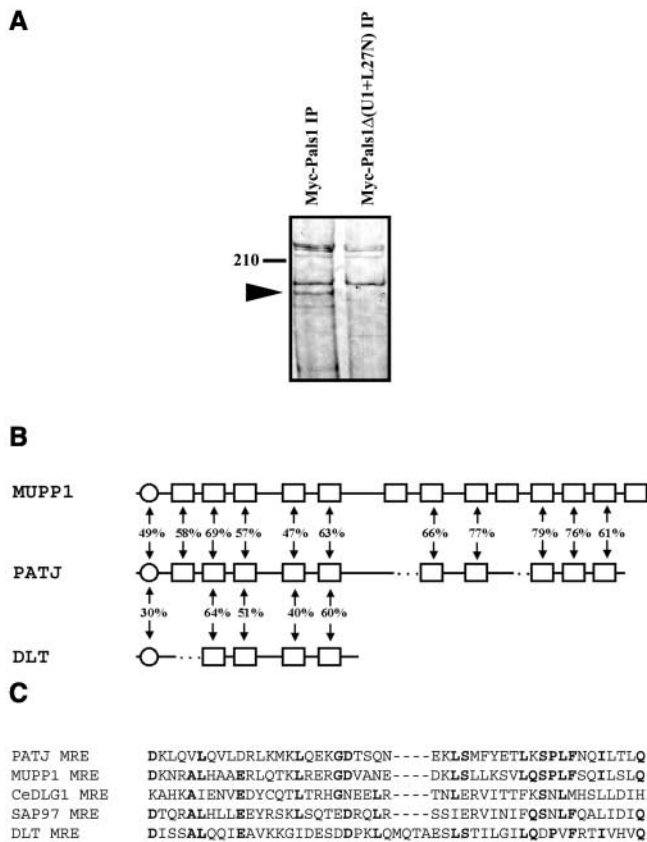 A
Myc-Pals1 IP
Myc-Pals1Δ(U1+L27N) IP
210
B
MUPP1
49% 58% 69% 57% 47% 63% 66% 77% 79% 76% 61%
PATJ
30% 64% 51% 40% 60%
DLT
C
PATJ MRE DKLQVLQVLDRLKMKLQEKGDTSQN----EKLSMFYETLKSPLFNQILTLQ
MUPP1 MRE DKNRALHAAERLQTKLRERGDVANE----DKLSLLKSVLQSPLFSQILSLQ
CeDLG1 MRE KAHKAIENVEDYCQTLTRHGNEELR----TNLERVITTFKSNLMHSLLDIH
SAP97 MRE DTQRALHLLEEYRSKLSQTEDRQLR----SSIERVINIFQSNLFQALIDIQ
DLT MRE DISSALQQIEAVKKGIDESDDPKLQMQTAESLSTILGILQDPVFRTIVHVQ